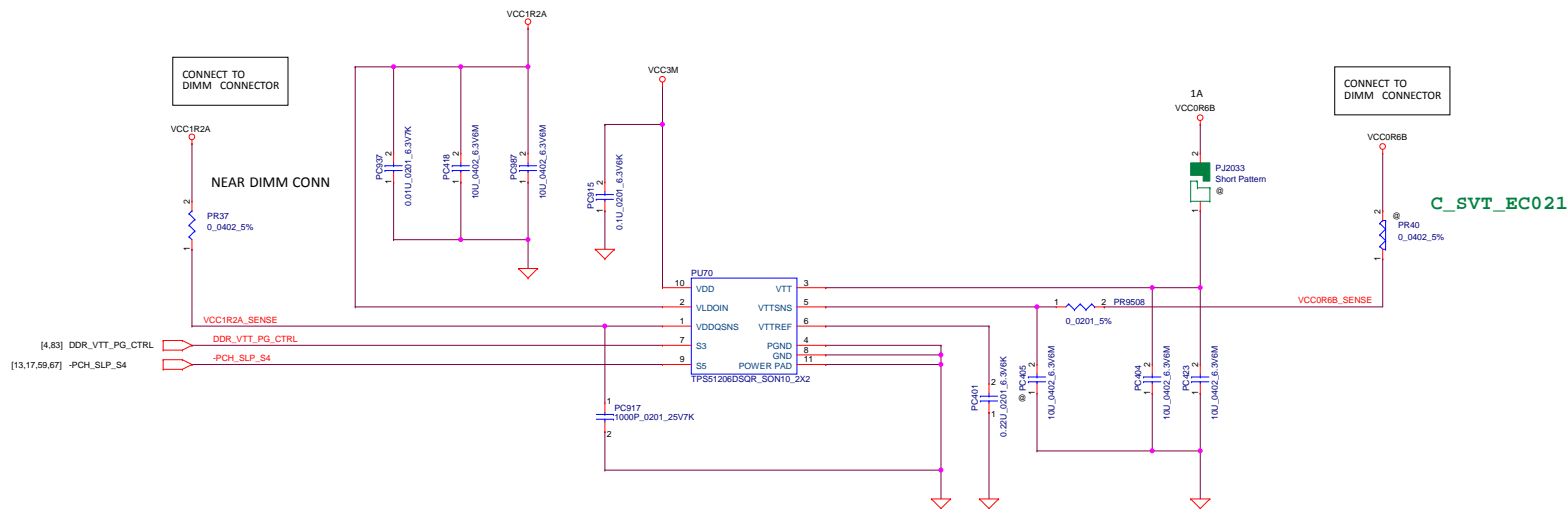 VCC1R2A
CONNECT TO
DIMM CONNECTOR
VCC1R2A
NEAR DIMM CONN
2
PR37
0_0402_5%
1
PC937
2
1
0.01U_0201_6.3V7K
PC418
2
1
10U_0402_6.3V6M
PC987
2
1
10U_0402_6.3V6M
VCC3M
PC915
2
1
0.1U_0201_6.3V6K
1A
VCC0R6B
2
PJ2033
Short Pattern
@
1
CONNECT TO
DIMM CONNECTOR
VCC0R6B
C_SVT_EC021
2
@
PR40
0_0402_5%
1
PU70
10 VDD VTT 3
2 VLDOIN VTTSNS 5
1 VDDQSNS VTTREF 6
7 S3 PGND 4
GND 8
9 S5 POWER PAD 11
TPS51206DSQR_SON10_2X2
VCC1R2A_SENSE
[4,83] DDR_VTT_PG_CTRL DDR_VTT_PG_CTRL
[13,17,59,67] -PCH_SLP_S4 -PCH_SLP_S4
1 2 PR9508
0_0201_5%
VCC0R6B_SENSE
1
PC917
1000P_0201_25V7K
2
PC401
2
1
0.22U_0201_6.3V6K
@ PC405
2
1
10U_0402_6.3V6M
PC404
2
1
10U_0402_6.3V6M
PC423
2
1
10U_0402_6.3V6M